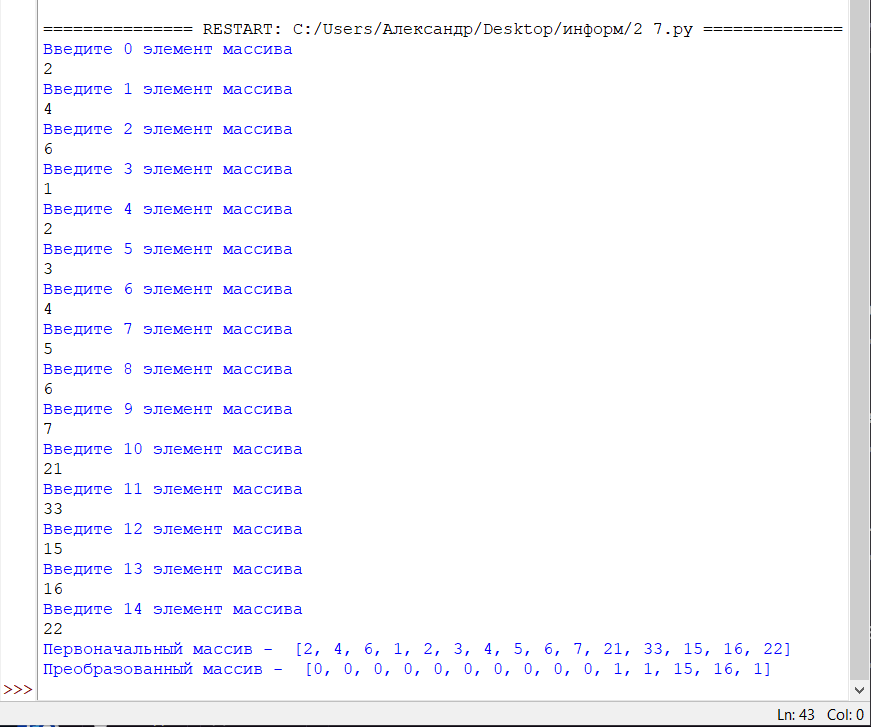 =============== RESTART: C:/Users/Александр/Desktop/информ/2 7.py ==============
Введите 0 элемент массива
2
Введите 1 элемент массива
4
Введите 2 элемент массива
6
Введите 3 элемент массива
1
Введите 4 элемент массива
2
Введите 5 элемент массива
3
Введите 6 элемент массива
4
Введите 7 элемент массива
5
Введите 8 элемент массива
6
Введите 9 элемент массива
7
Введите 10 элемент массива
21
Введите 11 элемент массива
33
Введите 12 элемент массива
15
Введите 13 элемент массива
16
Введите 14 элемент массива
22
Первоначальный массив -  [2, 4, 6, 1, 2, 3, 4, 5, 6, 7, 21, 33, 15, 16, 22]
Преобразованный массив -  [0, 0, 0, 0, 0, 0, 0, 0, 0, 0, 1, 1, 15, 16, 1]
>>>
Ln: 43 Col: 0